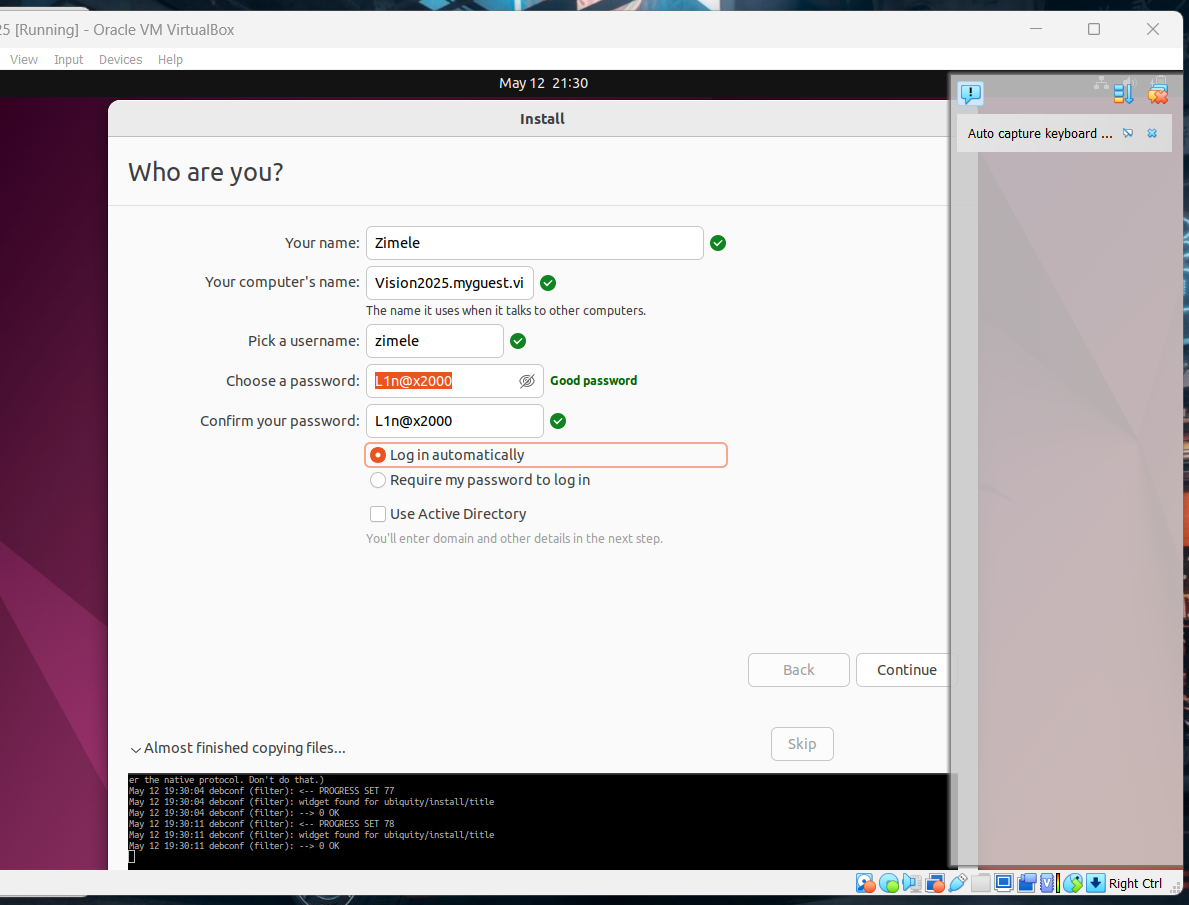 25 [Running] - Oracle VM VirtualBox
View Input Devices Help
May 12 21:30
Install
Auto capture keyboard ...
Who are you?
Your name: Zimele
Your computer's name: Vision2025.myguest.vi
The name it uses when it talks to other computers.
Pick a username: zimele
Choose a password: L1n@x2000 Good password
Confirm your password: L1n@x2000
Log in automatically
Require my password to log in
Use Active Directory
You'll enter domain and other details in the next step.
Back Continue
Almost finished copying files... Skip
er the native protocol. Don't do that.)
May 12 19:30:04 debconf (filter): <-- PROGRESS SET 77
May 12 19:30:04 debconf (filter): widget found for ubiquity/install/title
May 12 19:30:04 debconf (filter): --> 0 OK
May 12 19:30:11 debconf (filter): <-- PROGRESS SET 78
May 12 19:30:11 debconf (filter): widget found for ubiquity/install/title
May 12 19:30:11 debconf (filter): --> 0 OK
Right Ctrl